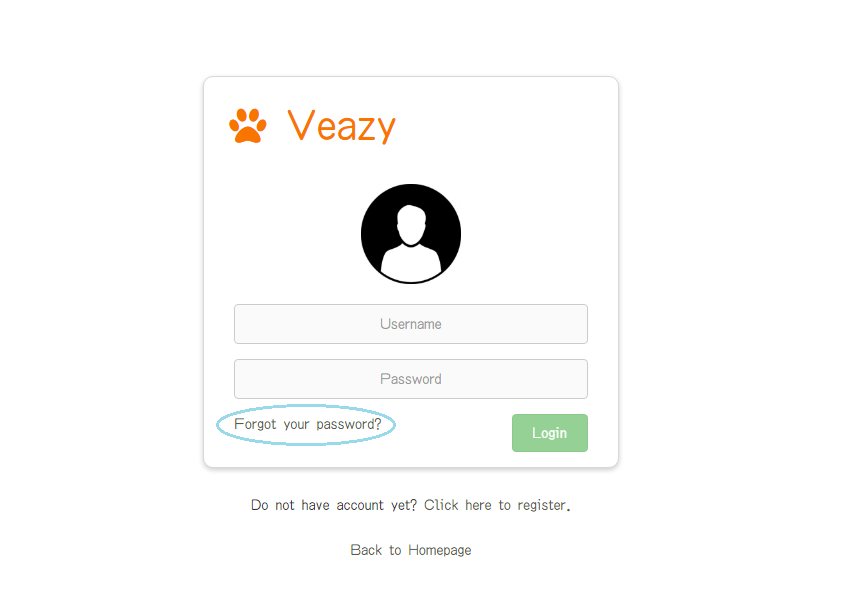 Veazy
Username
Password
Forgot your password?
Login
Do not have account yet? Click here to register.
Back to Homepage